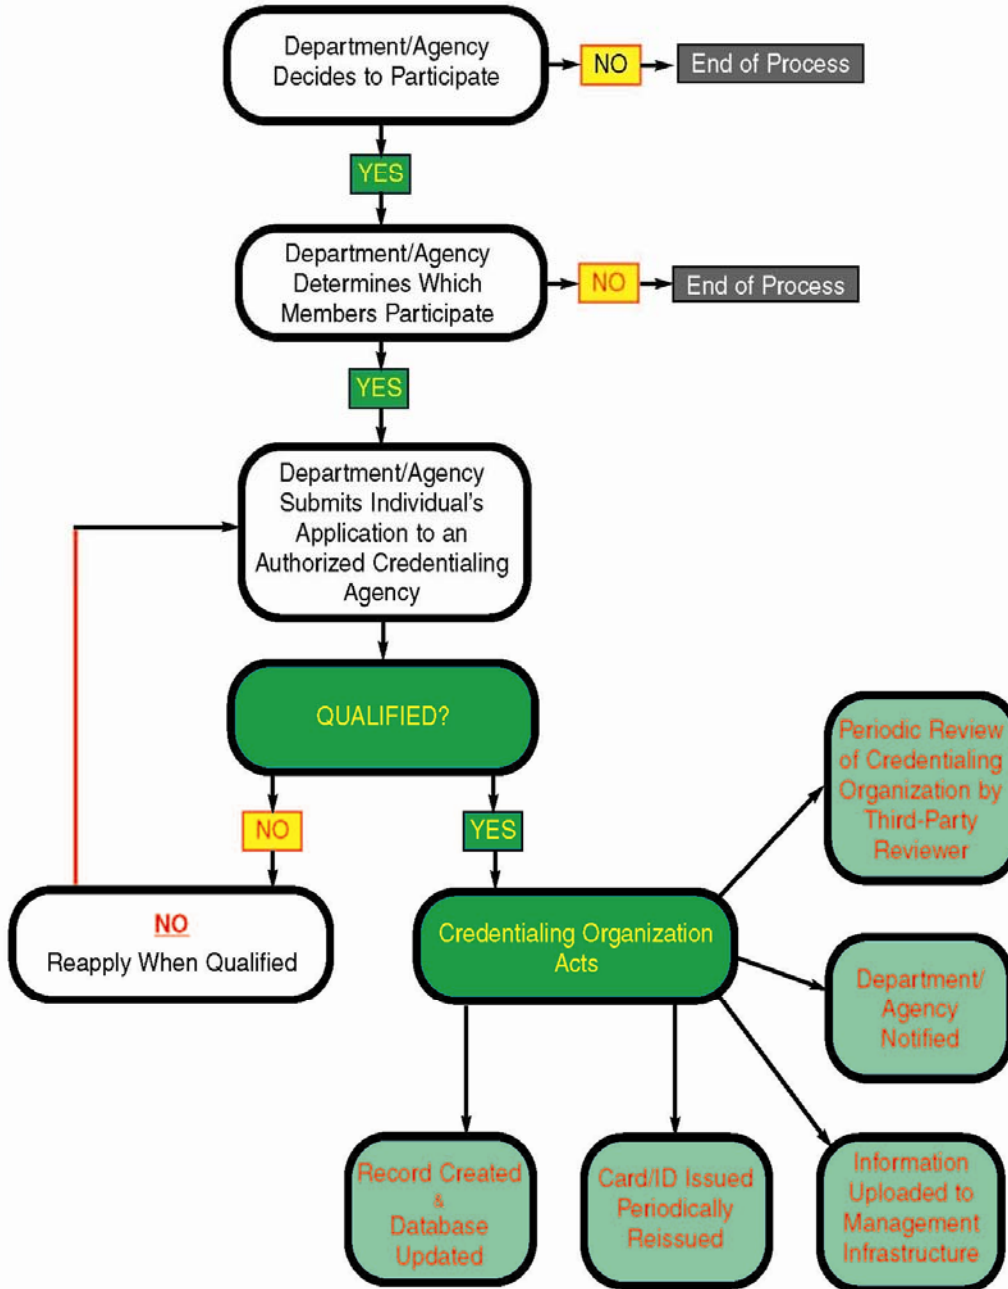 Department/Agency
Decides to Participate
NO
End of Process
YES
Department/Agency
Determines Which
Members Participate
NO
End of Process
YES
Department/Agency
Submits Individual's
Application to an
Authorized Credentialing
Agency
QUALIFIED?
NO
YES
NO
Reapply When Qualified
Credentialing Organization
Acts
Periodic Review
of Credentialing
Organization by
Third-Party
Reviewer
Department/
Agency
Notified
Record Created
&
Database
Updated
Card/ID Issued
Periodically
Reissued
Information
Uploaded to
Management
Infrastructure